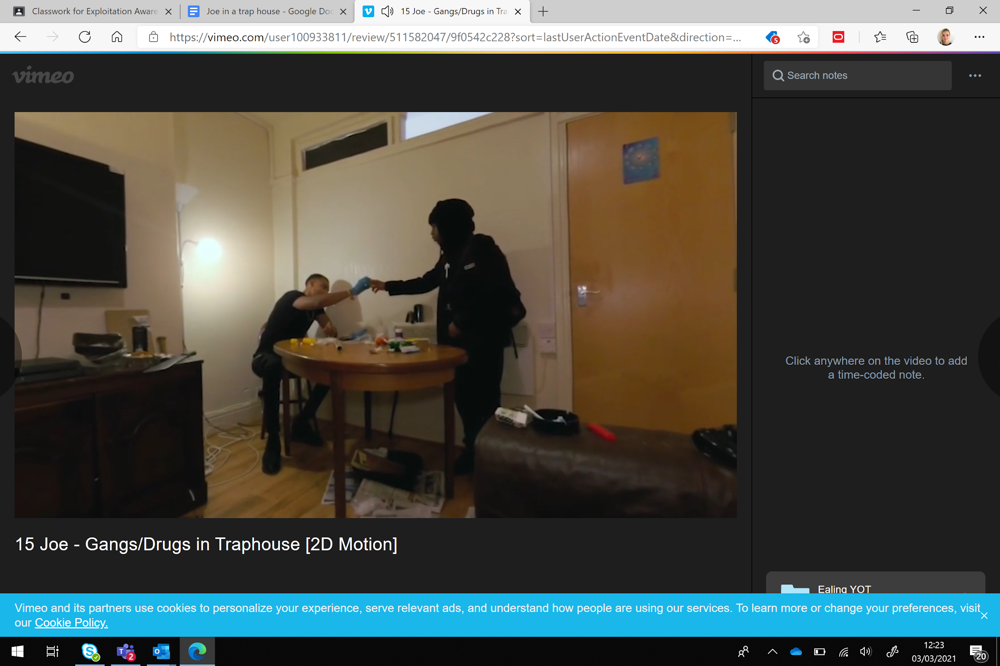 Classwork for Exploitation Aware
Joe in a trap house - Google Doc
15 Joe - Gangs/Drugs in Tra
https://vimeo.com/user100933811/review/511582047/9f0542c228?sort=lastUserActionEventDate&direction=...
5
vimeo
Search notes
Click anywhere on the video to add
a time-coded note.
15 Joe - Gangs/Drugs in Traphouse [2D Motion]
Ealing YOT
Vimeo and its partners use cookies to personalize your experience, serve relevant ads, and understand how people are using our services. To learn more or change your preferences, visit
our Cookie Policy.
2
12:23
03/03/2021
20